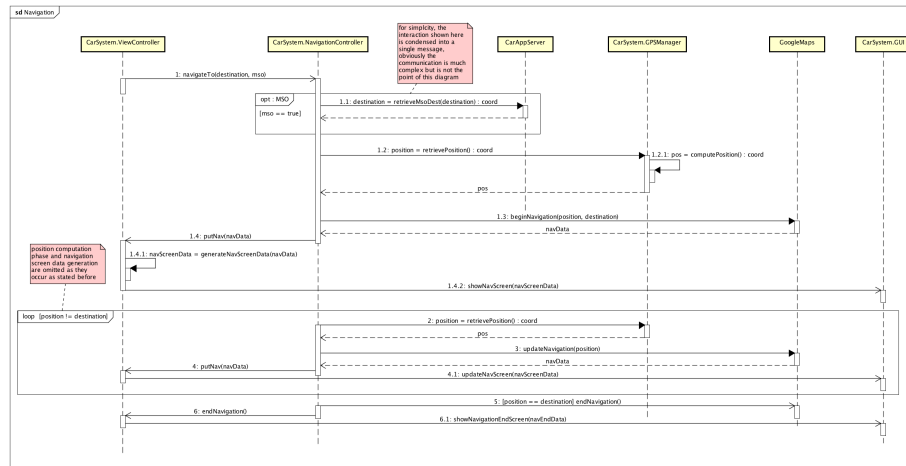 sd Navigation
CarSystem.ViewController
CarSystem.NavigationController
for simplcity, the
interaction shown here
is condensed into a
single message,
obviously the
communication is much
complex but is not the
point of this diagram
CarAppServer
CarSystem.GPSManager
GoogleMaps
CarSystem.GUI
1: navigateTo(destination, mso)
opt : MSO
[mso == true]
1.1: destination = retrieveMsoDest(destination) : coord
1.2: position = retrievePosition() : coord
1.2.1: pos = computePosition() : coord
pos
1.3: beginNavigation(position, destination)
navData
1.4: putNav(navData)
position computation
phase and navigation
screen data generation
are omitted as they
occur as stated before
1.4.1: navScreenData = generateNavScreenData(navData)
1.4.2: showNavScreen(navScreenData)
loop [position != destination]
2: position = retrievePosition() : coord
pos
3: updateNavigation(position)
navData
4: putNav(navData)
4.1: updateNavScreen(navScreenData)
5: [position == destination] endNavigation()
6: endNavigation()
6.1: showNavigationEndScreen(navEndData)